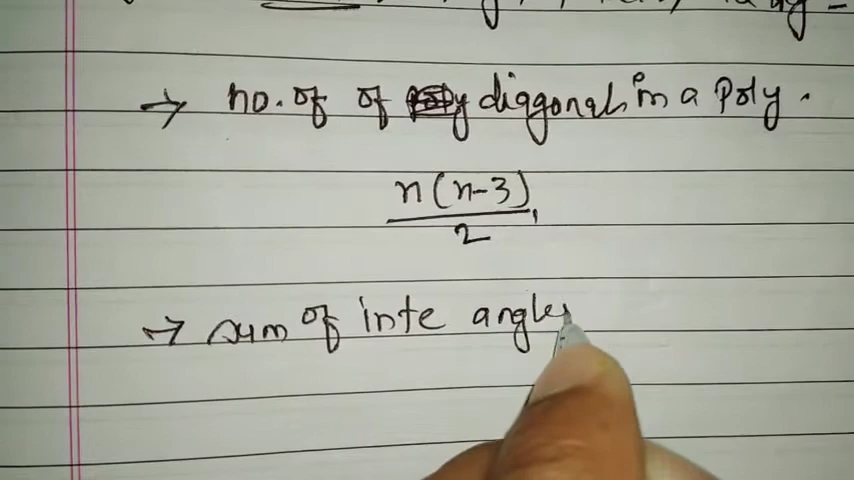 → no. of of diagonals in a poly.
n(n-3)
2
→ sum of inte angles